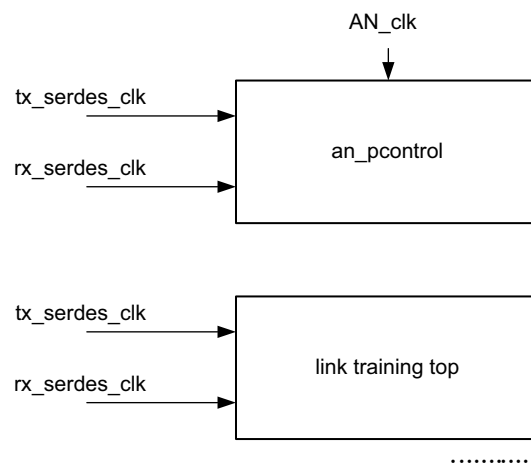 AN_clk
tx_serdes_clk
an_pcontrol
rx_serdes_clk
tx_serdes_clk
link training top
rx_serdes_clk